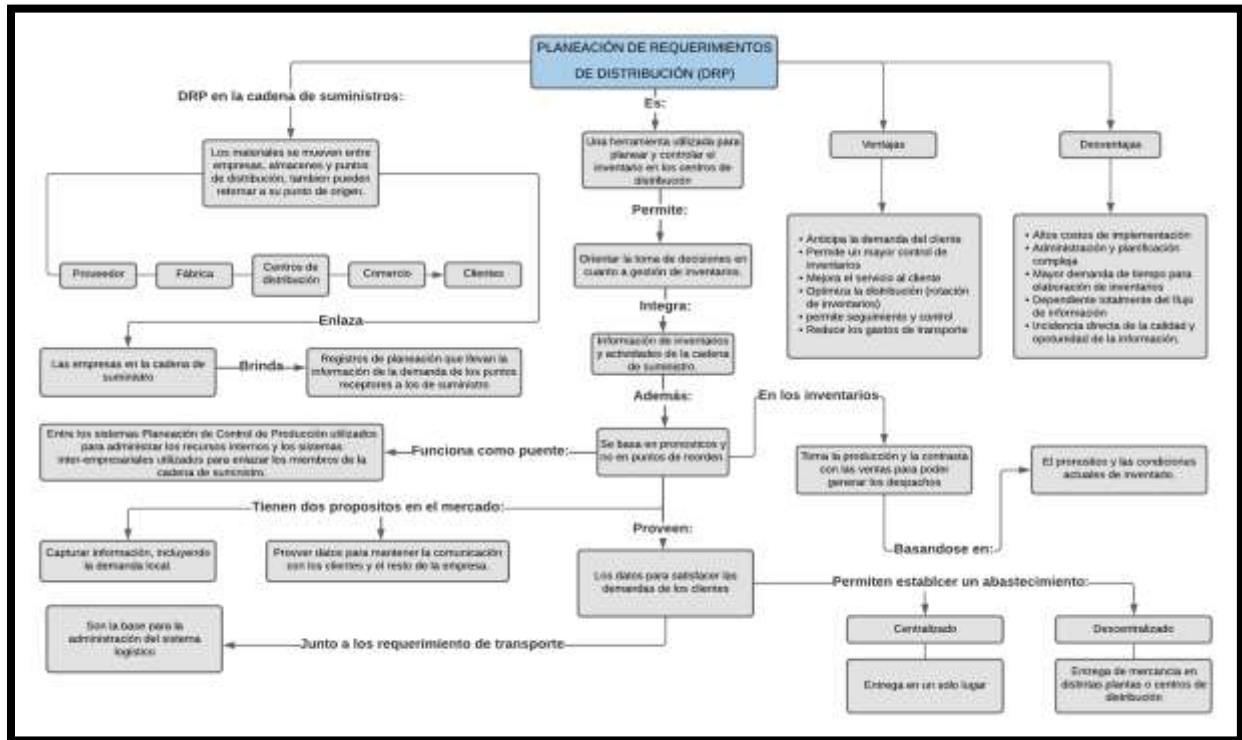 PLANEACIÓN DE REQUERIMIENTOS
DE DISTRIBUCIÓN (DRP)
DRP en la cadena de suministros:
Los materiales se mueven entre
empresas, almacenes y puntos
de distribución, tambien pueden
retornar a su punto de origen.
Proveedor
Fábrica
Centros de
distribución
Comercio
Clientes
Enlaza
Las empresas en la cadena de
suministro
Brinda
Registros de planeación que llevan la
información de la demanda de los puntos
receptores a los de suministro
Es:
Una herramienta utilizada para
planear y controlar el
inventario en los centros de
distribución
Permite:
Orientar la toma de decisiones en
cuanto a gestión de inventarios.
Integra:
Información de inventarios
y actividades de la cadena
de suministro.
Además:
Se basa en pronosticos y
no en puntos de reorden
Ventajas
• Anticipa la demanda del cliente
• Permite un mayor control de
inventarios
• Mejora el servicio al cliente
• Optimiza la distribución (rotación
de inventarios)
• permite seguimiento y control
• Reduce los gastos de transporte
Desventajas
• Altos costos de implementación
• Administración y planificación
compleja
• Mayor demanda de tiempo para
elaboración de inventarios
• Dependiente totalmente del flujo
de información
• Incidencia directa de la calidad y
oportunidad de la información.
En los inventarios
Toma la producción y la contrasta
con las ventas para poder
generar los despachos
Basandose en:
El pronostico y las condiciones
actuales de inventario.
Funciona como puente:
Entre los sistemas Planeación de Control de Producción utilizados
para administrar los recursos internos y los sistemas
inter-empresariales utilizados para enlazar los miembros de la
cadena de suministro.
Tienen dos propositos en el mercado:
Capturar información, incluyendo
la demanda local.
Provver datos para mantener la comunicación
con los clientes y el resto de la empresa.
Proveen:
Los datos para satisfacer las
demandas de los clientes
Junto a los requerimiento de transporte
Son la base para la
administración del sistema
logístico
Permiten establcer un abastecimiento:
Centralizado
Entrega en un solo lugar
Descentralizado
Entrega de mercancia en
distintas plantas o centros de
distribución